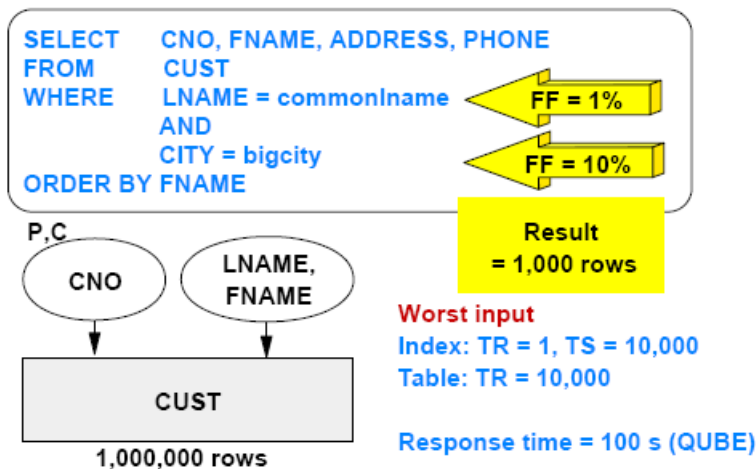 SELECT CNO, FNAME, ADDRESS, PHONE
FROM CUST
WHERE LNAME = commonlname
FF = 1%
AND
CITY = bigcity
FF = 10%
ORDER BY FNAME
P,C
CNO
LNAME,
FNAME
Result
= 1,000 rows
CUST
1,000,000 rows
Worst input
Index: TR = 1, TS = 10,000
Table: TR = 10,000
Response time = 100 s (QUBE)